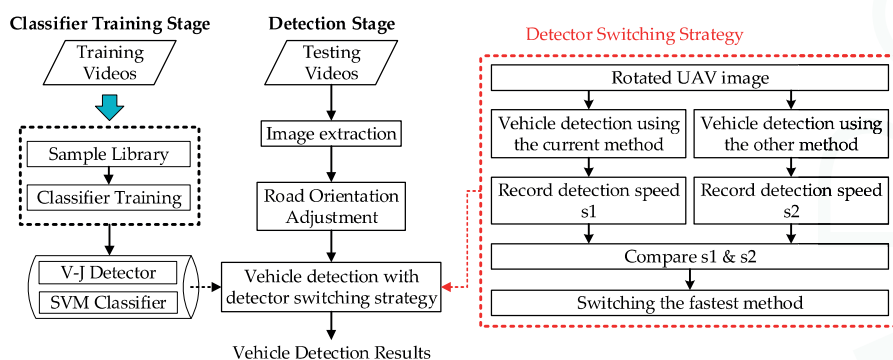 Classifier Training Stage
Training
Videos
Sample Library
Classifier Training
V-J Detector
SVM Classifier
Detection Stage
Testing
Videos
Image extraction
Road Orientation
Adjustment
Vehicle detection with
detector switching strategy
Vehicle Detection Results
Detector Switching Strategy
Rotated UAV image
Vehicle detection using
the current method
Vehicle detection using
the other method
Record detection speed
s1
Record detection speed
s2
Compare s1 & s2
Switching the fastest method